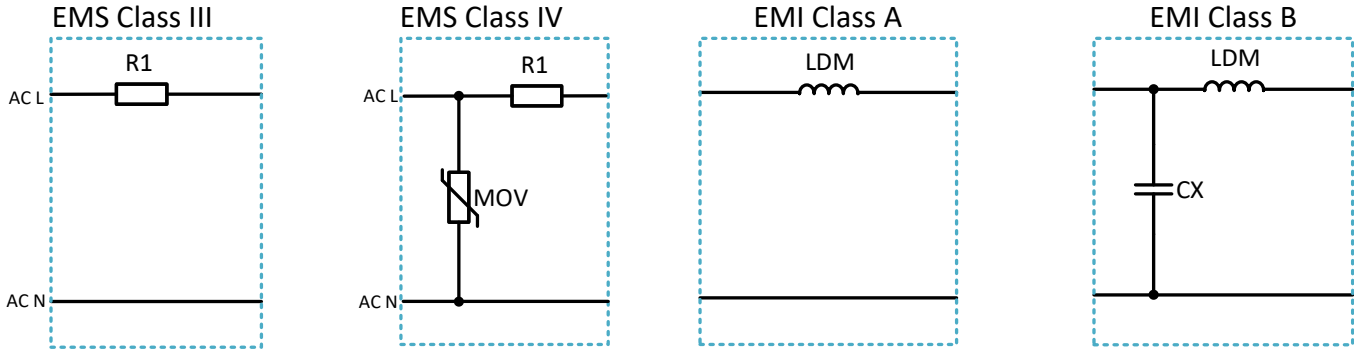 EMS Class III
EMS Class IV
EMI Class A
EMI Class B
R1
AC L
AC N
R1
AC L
MOV
AC N
LDM
LDM
CX